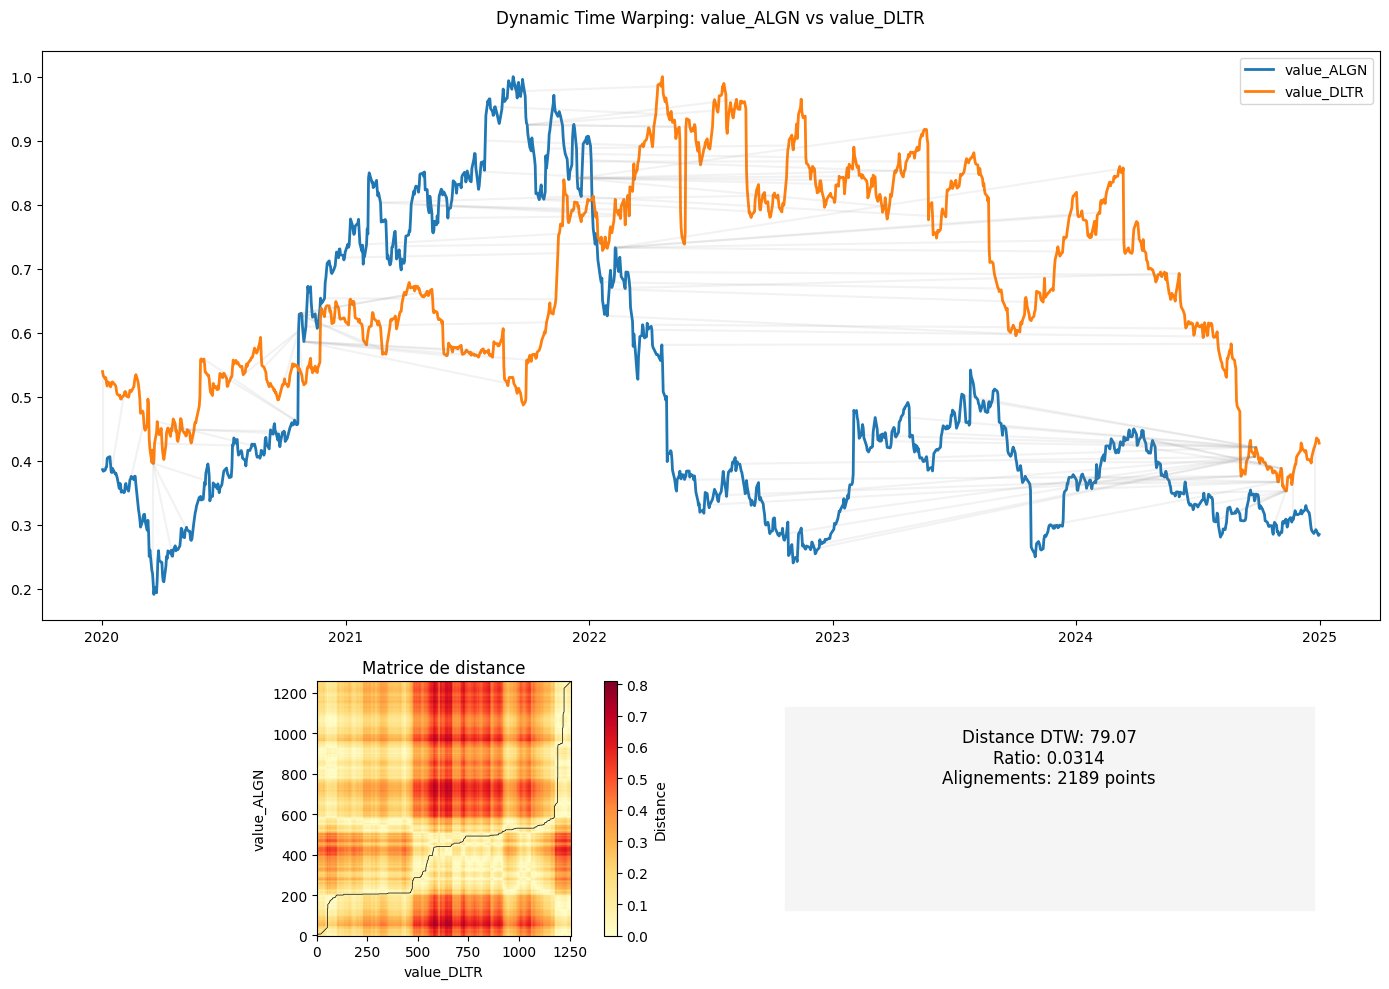 Dynamic Time Warping: value_ALGN vs value_DLTR
value_ALGN
value_DLTR
1.0
0.9
0.8
0.7
0.6
0.5
0.4
0.3
0.2
2020 2021 2022 2023 2024 2025
Matrice de distance
value_ALGN
1200
1000
800
600
400
200
0
0 250 500 750 1000 1250
value_DLTR
0.8
0.7
0.6
0.5
0.4
0.3
0.2
0.1
0.0
Distance
Distance DTW: 79.07
Ratio: 0.0314
Alignements: 2189 points